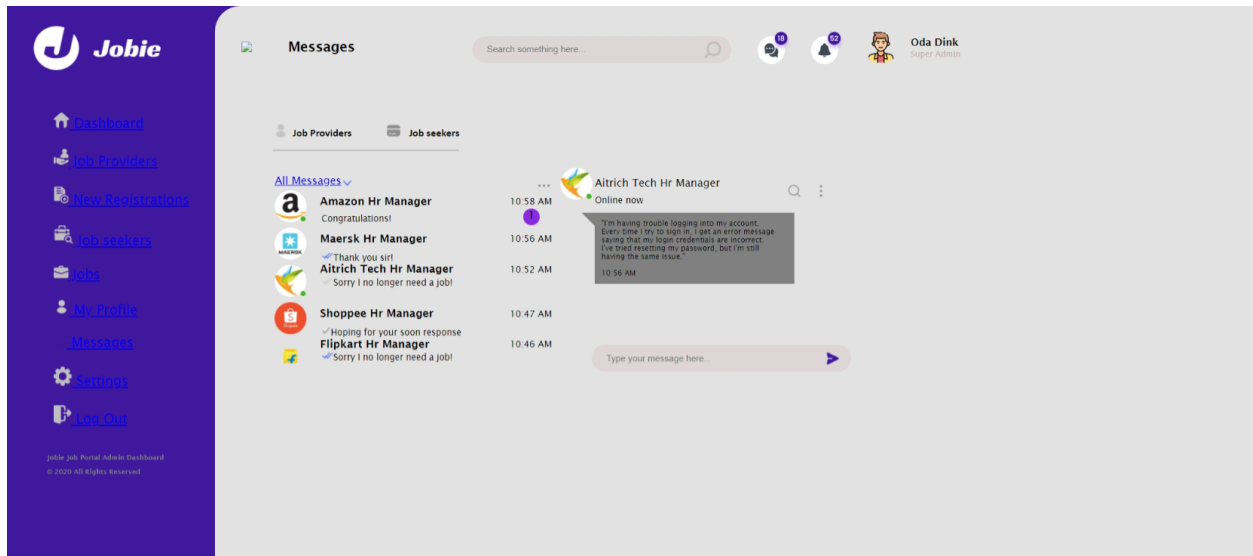 Jobie
Messages
Search something here...
18
52
Oda Dink
Super Admin
Dashboard
Job Providers
New Registrations
Job seekers
Jobs
My Profile
Messages
Settings
Log Out
Jobie Job Portal Admin Dashboard
© 2020 All Rights Reserved
Job Providers
Job seekers
All Messages
...
a
Amazon Hr Manager
10:58 AM
Congratulations!
1
MAERSK
Maersk Hr Manager
10:56 AM
Thank you sir!
Aitrich Tech Hr Manager
10:52 AM
Sorry I no longer need a job!
Shoppee Hr Manager
10:47 AM
Hoping for your soon response
Flipkart Hr Manager
10:46 AM
Sorry I no longer need a job!
Aitrich Tech Hr Manager
Online now
"I'm having trouble logging into my account.
Every time I try to sign in, I get an error message
saying that my login credentials are incorrect.
I've tried resetting my password, but I'm still
having the same issue."
10:56 AM
Type your message here...